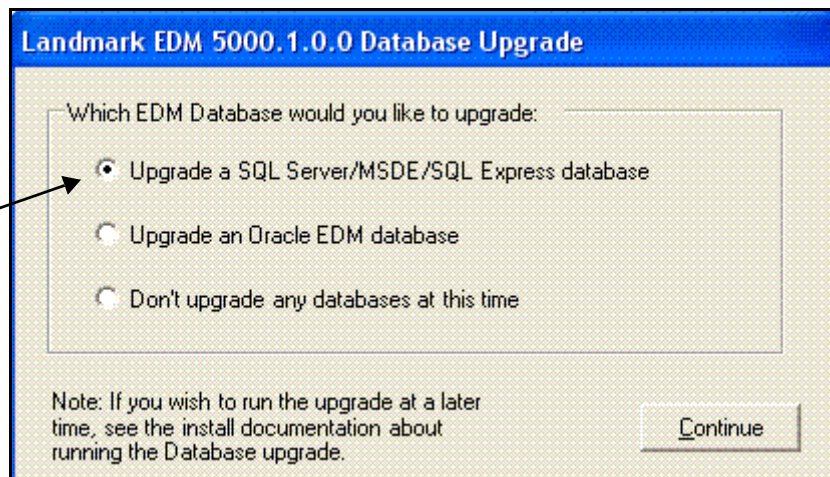 Landmark EDM 5000.1.0.0 Database Upgrade
Which EDM Database would you like to upgrade:
Upgrade a SQL Server/MSDE/SQL Express database
Upgrade an Oracle EDM database
Don't upgrade any databases at this time
Note: If you wish to run the upgrade at a later
time, see the install documentation about
running the Database upgrade.
Continue